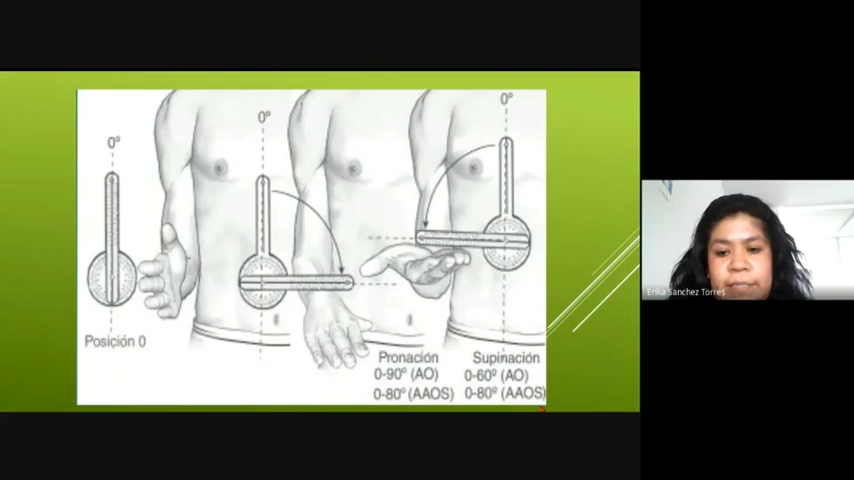 0º
0º
0º
Posición 0
Pronación
0-90º (AO)
0-80º (AAOS)
Supinación
0-60º (AO)
0-80º (AAOS)
Erika Sanchez Torres